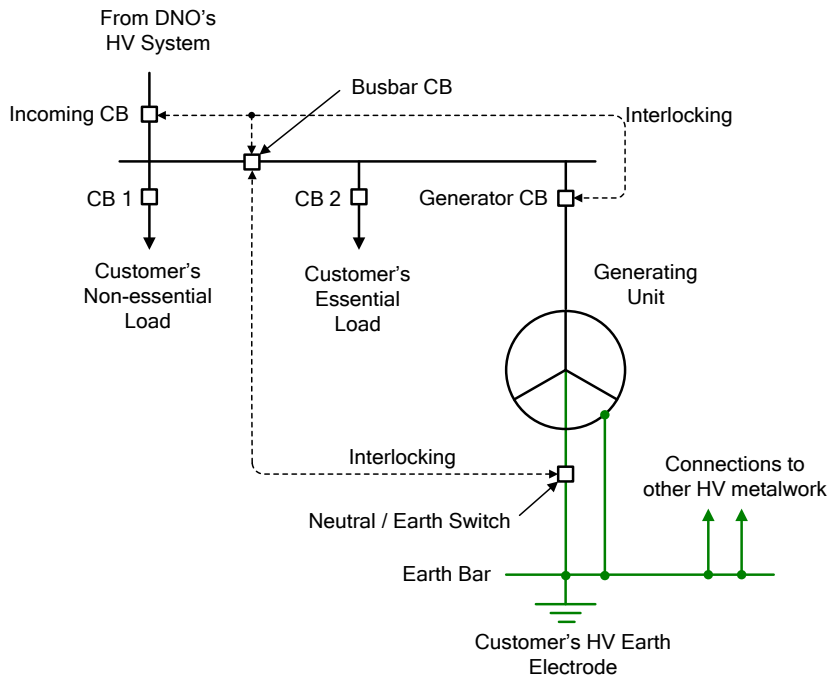 From DNO's
HV System
Busbar CB
Incoming CB
Interlocking
CB 1
CB 2
Generator CB
Customer's
Non-essential
Load
Customer's
Essential
Load
Generating
Unit
Interlocking
Connections to
other HV metalwork
Neutral / Earth Switch
Earth Bar
Customer's HV Earth
Electrode